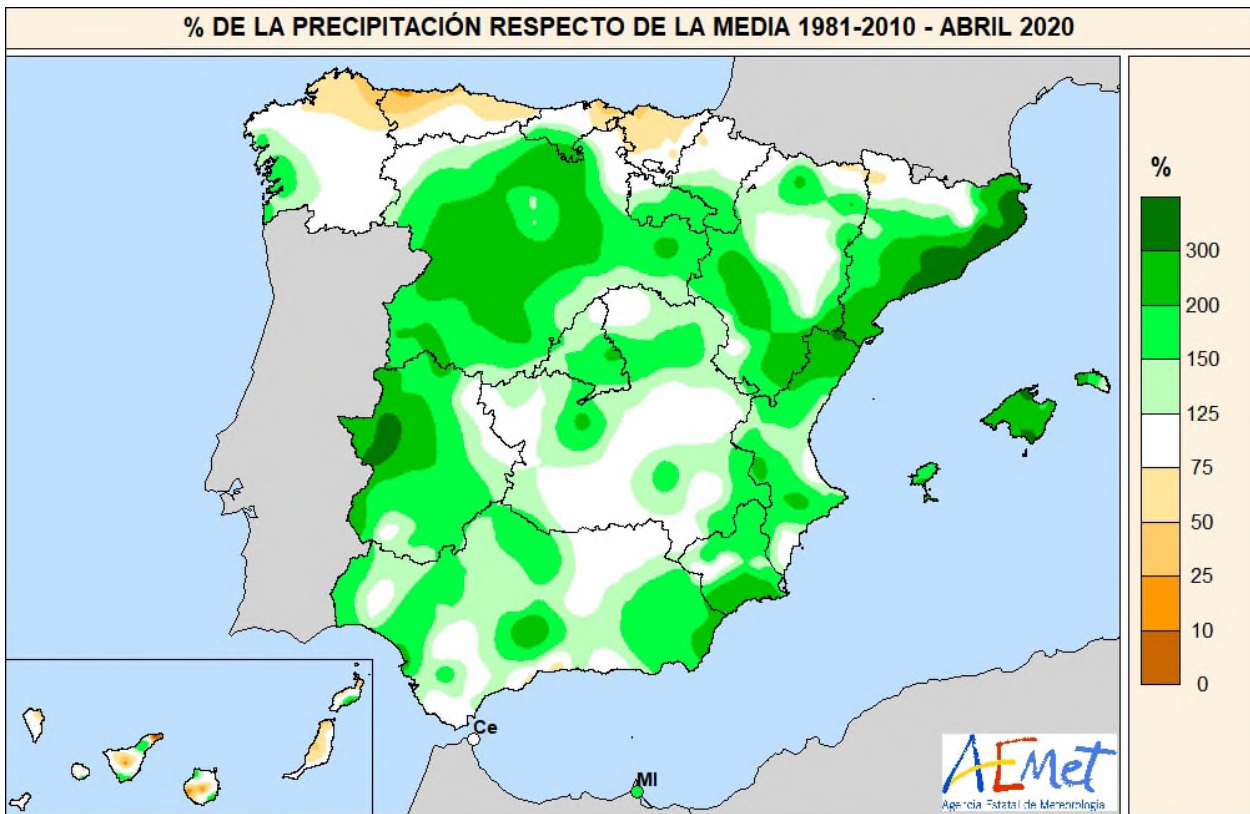 % DE LA PRECIPITACIÓN RESPECTO DE LA MEDIA 1981-2010 - ABRIL 2020
%
300
200
150
125
75
50
25
10
0
Ce
Ml
AEMet
Agencia Estatal de Meteorología